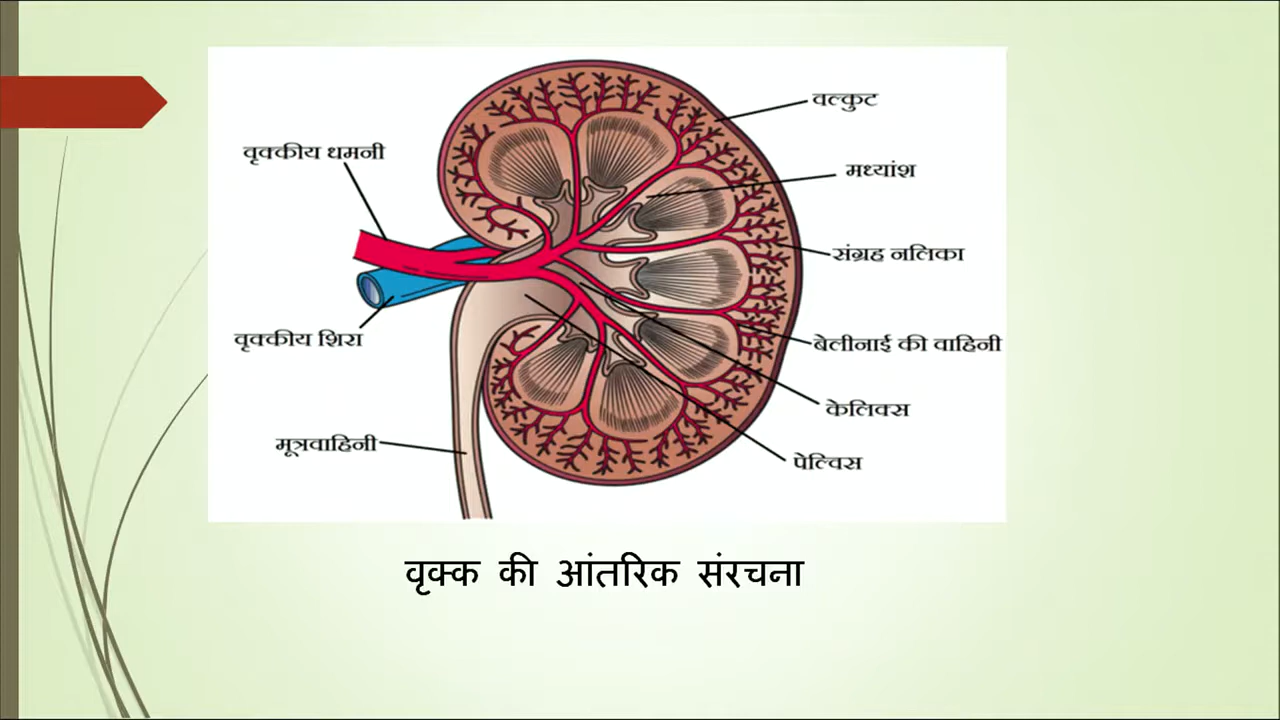 वल्कुट
वृक्कीय धमनी
मध्यांश
संग्रह नलिका
वृक्कीय शिरा
बेलीनाई की वाहिनी
केलिक्स
मूत्रवाहिनी
पेल्विस
वृक्क की आंतरिक संरचना